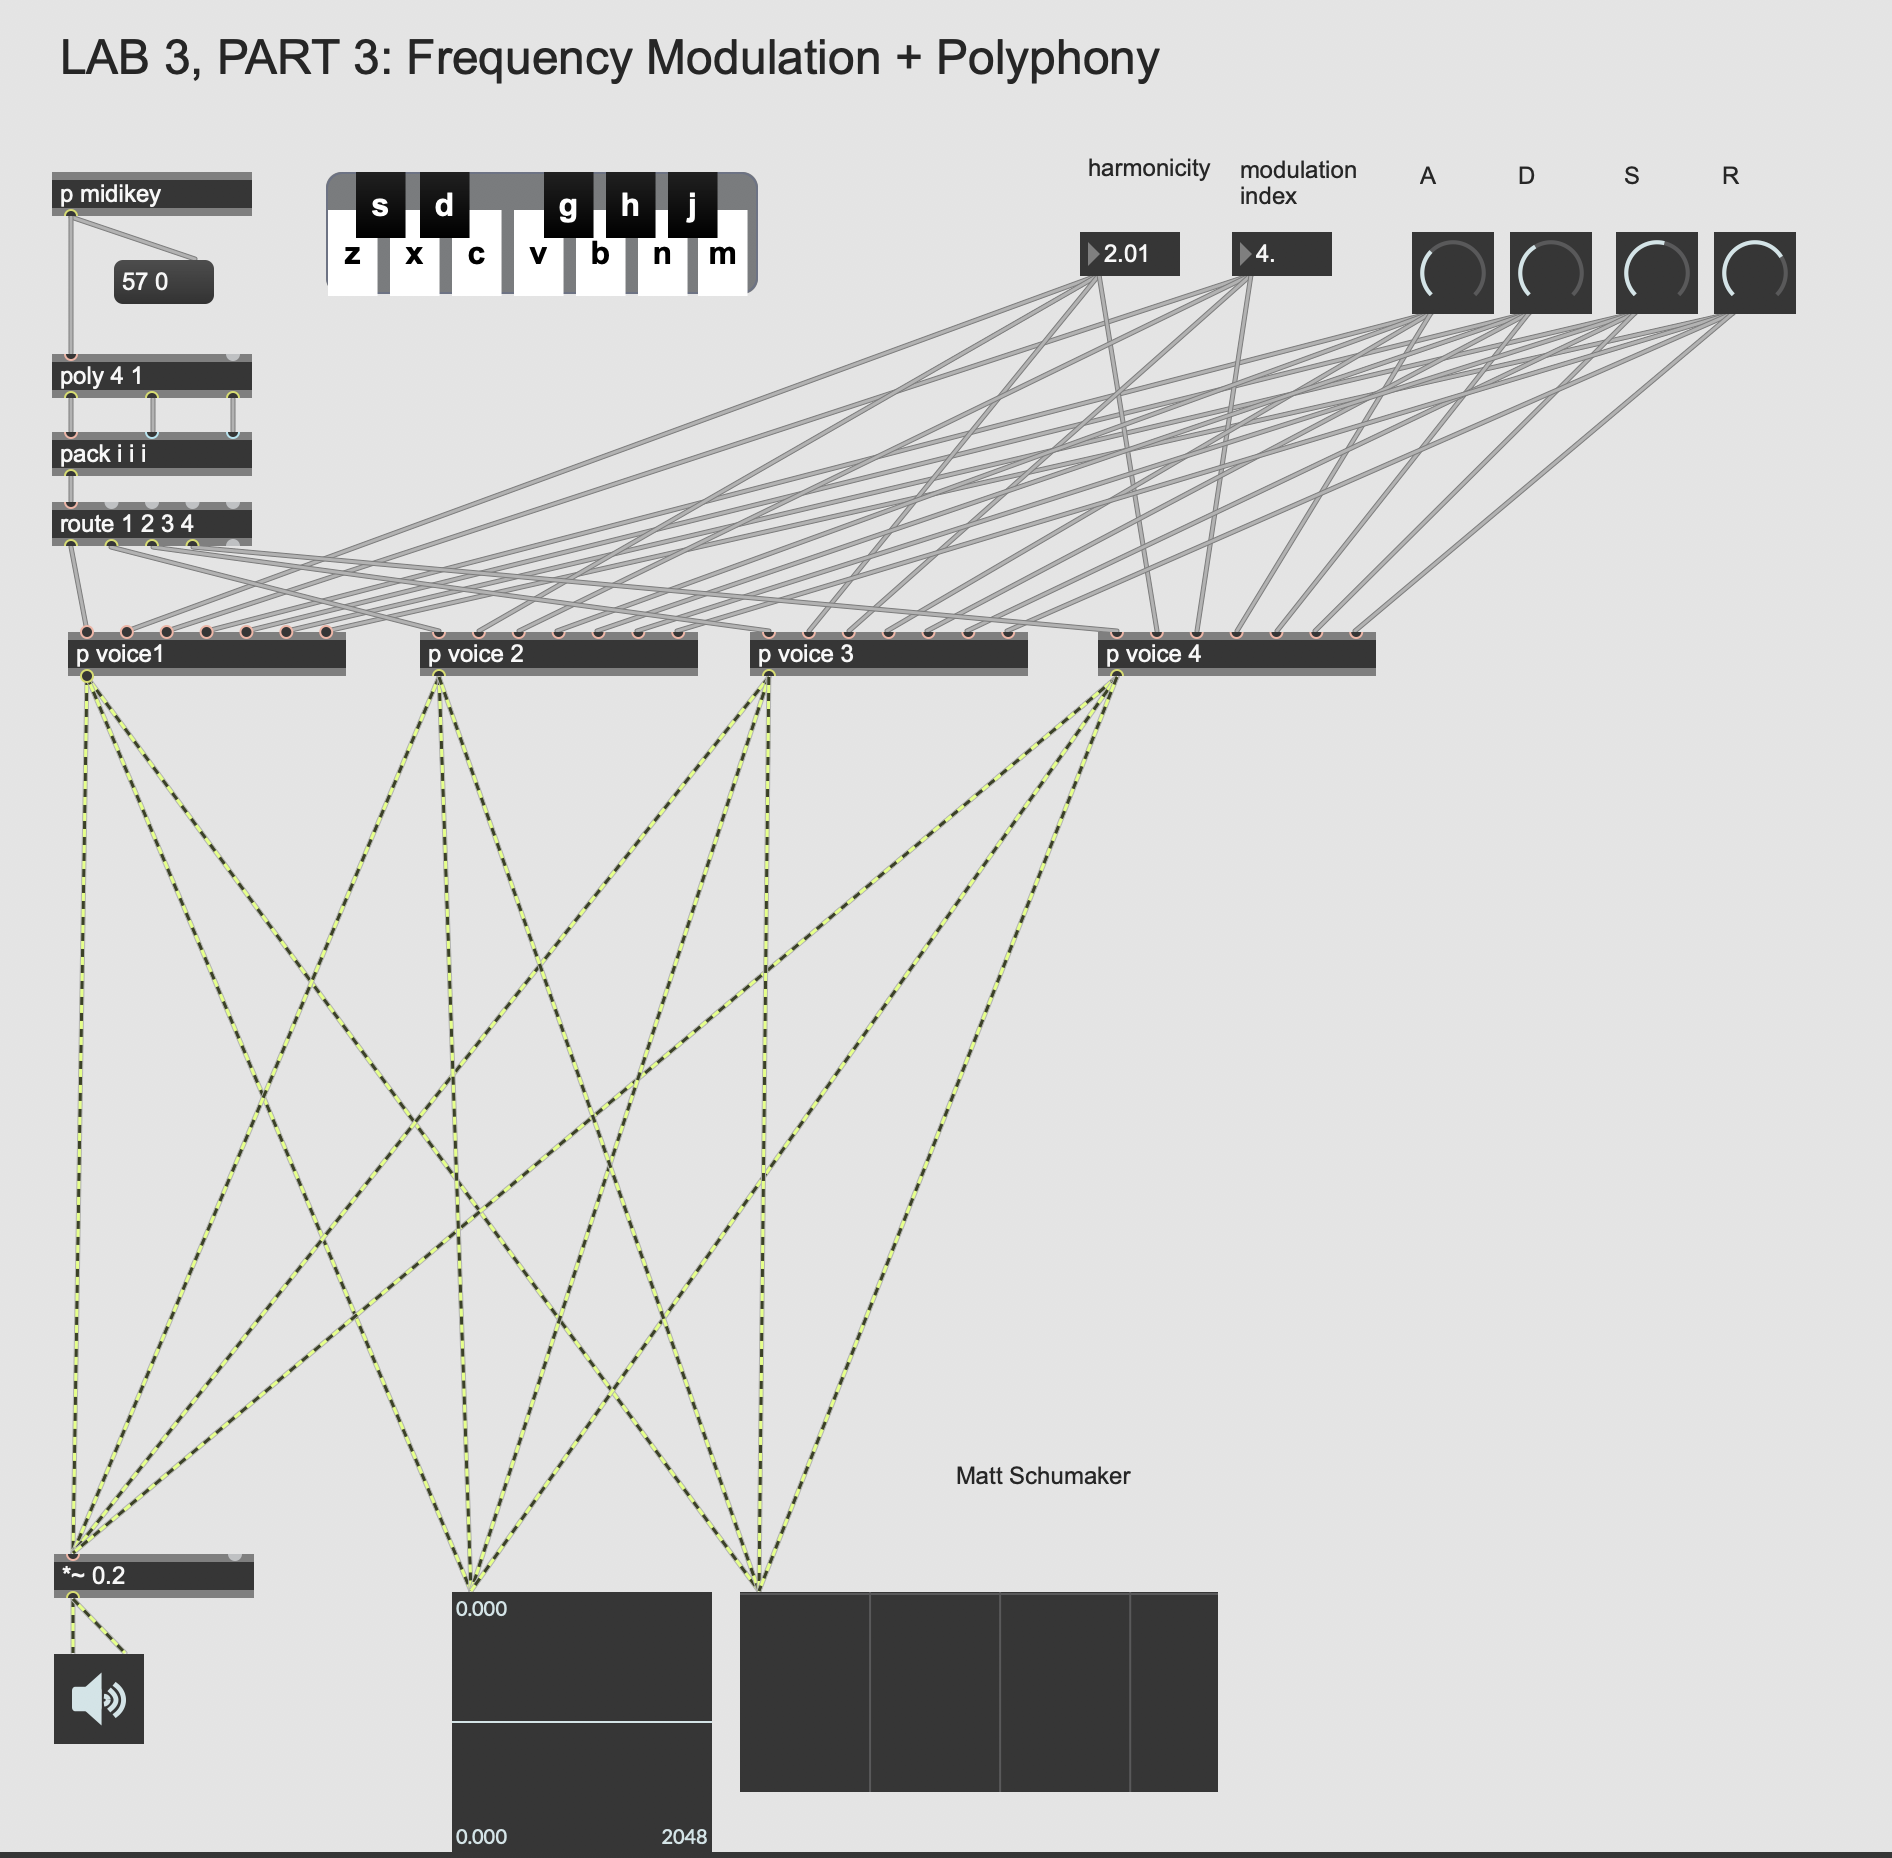 LAB 3, PART 3: Frequency Modulation + Polyphony
harmonicity
modulation
index
A
D
S
R
p midikey
s d g h j
z x c v b n m
2.01
4.
57 0
poly 4 1
pack i i i
route 1 2 3 4
p voice1
p voice 2
p voice 3
p voice 4
Matt Schumaker
*~ 0.2
0.000
0.000
2048